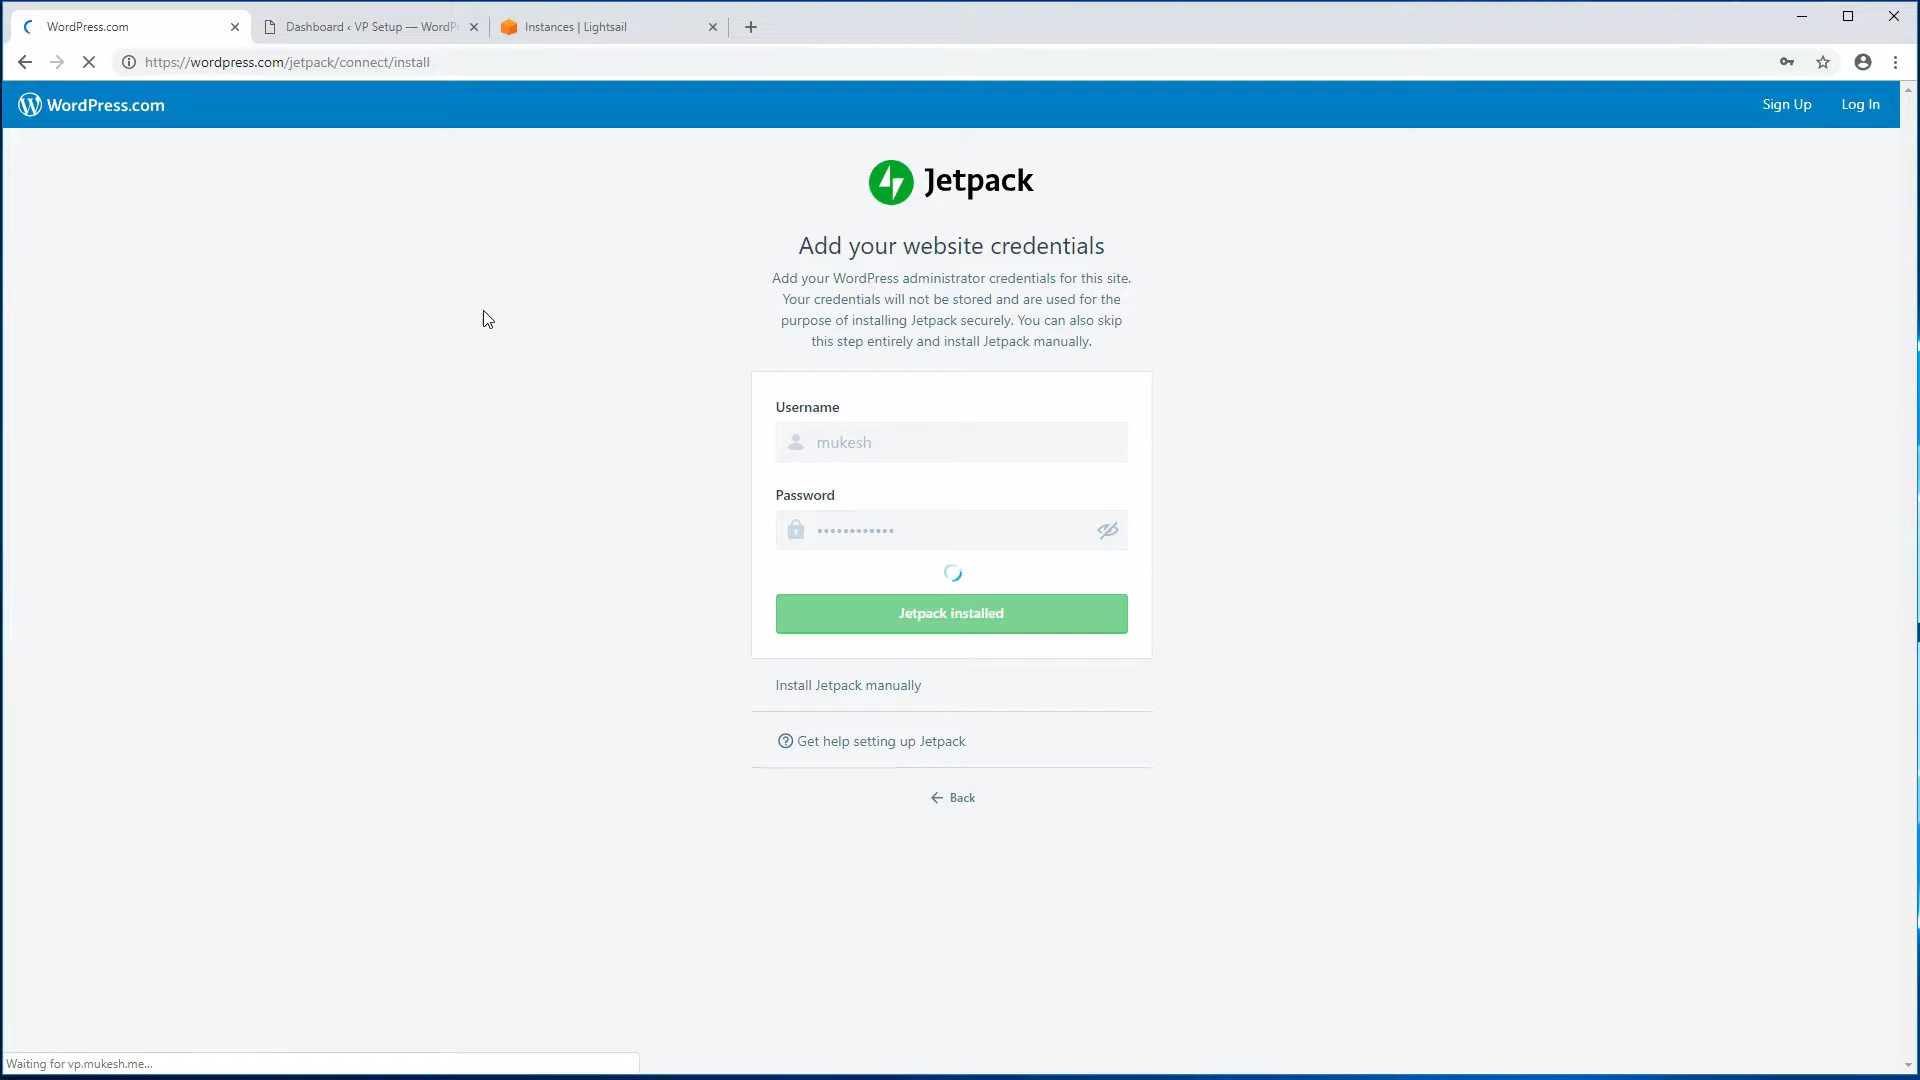 WordPress.com
Dashboard ‹ VP Setup — WordP
Instances | Lightsail
https://wordpress.com/jetpack/connect/install
WordPress.com
Sign Up
Log In
Jetpack
Add your website credentials
Add your WordPress administrator credentials for this site.
Your credentials will not be stored and are used for the
purpose of installing Jetpack securely. You can also skip
this step entirely and install Jetpack manually.
Username
mukesh
Password
••••••••••••
Jetpack installed
Install Jetpack manually
Get help setting up Jetpack
Back
Waiting for vp.mukesh.me...